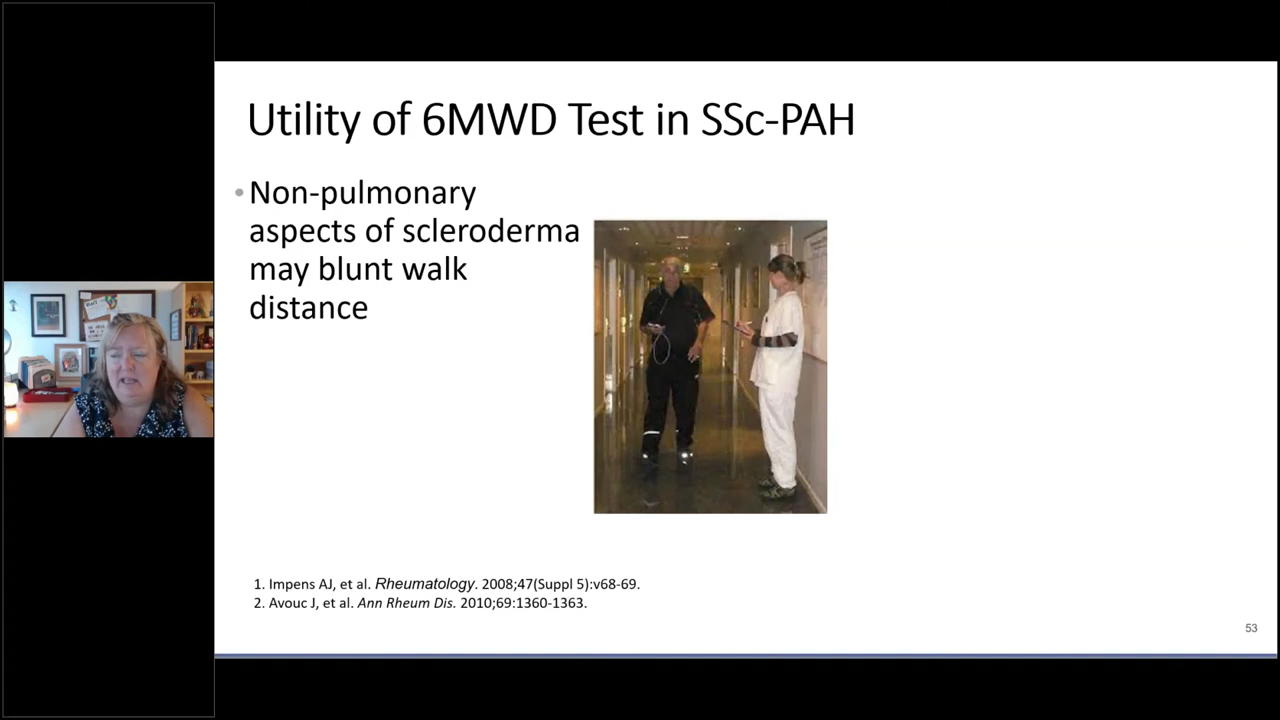 Utility of 6MWD Test in SSc-PAH
• Non-pulmonary
aspects of scleroderma
may blunt walk
distance
1. Impens AJ, et al. Rheumatology. 2008;47(Suppl 5):v68-69.
2. Avouc J, et al. Ann Rheum Dis. 2010;69:1360-1363.
53